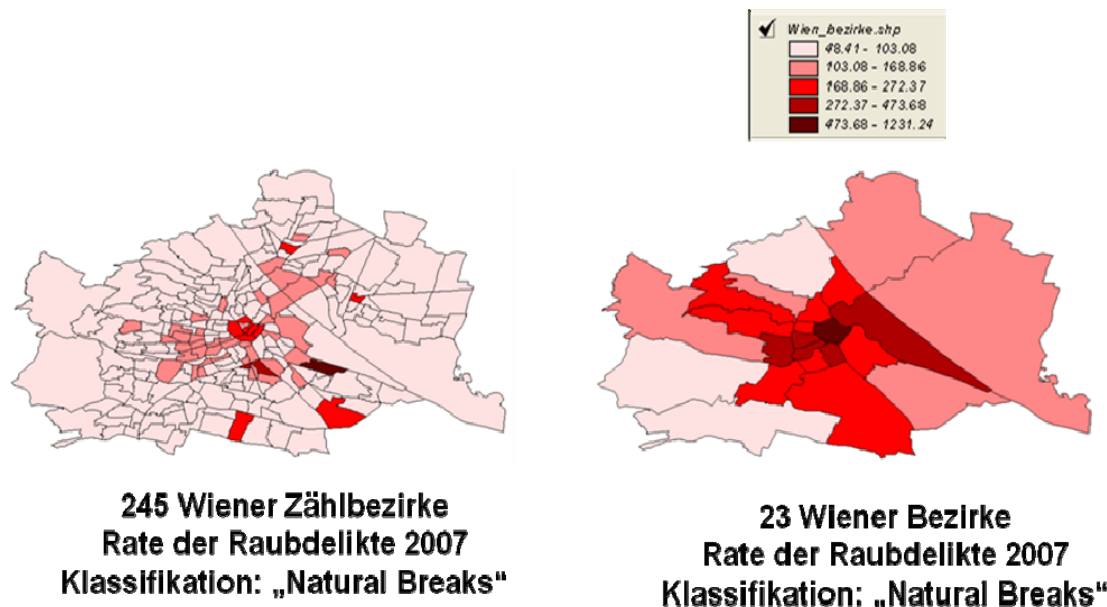 Wien_bezirke.shp
48.41 - 103.08
103.08 - 168.86
168.86 - 272.37
272.37 - 473.68
473.68 - 1231.24
245 Wiener Zählbezirke
Rate der Raubdelikte 2007
Klassifikation: „Natural Breaks“
23 Wiener Bezirke
Rate der Raubdelikte 2007
Klassifikation: „Natural Breaks“